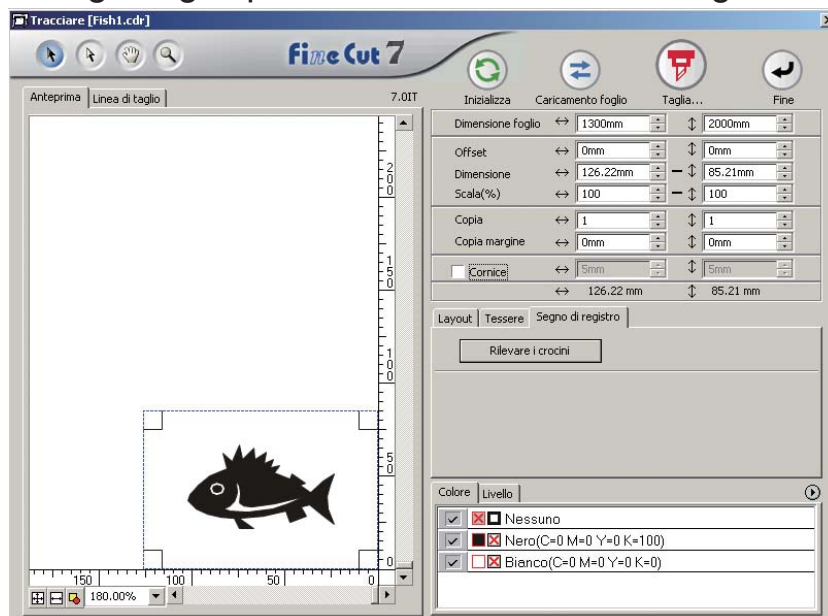 Tracciare [Fish1.cdr]
Fine Cut 7
Inizializza Caricamento foglio Taglia... Fine
Anteprima Linea di taglio 7.0IT
Dimensione foglio 1300mm 2000mm
Offset 0mm 0mm
Dimensione 126.22mm 85.21mm
Scala(%) 100 100
Copia 1 1
Copia margine 0mm 0mm
Cornice 5mm 5mm
126.22 mm 85.21 mm
Layout Tessere Segno di registro
Rilevare i crocini
200
150
100
50
0
150 100 50 0
180.00%
Colore Livello
Nessuno
Nero(C=0 M=0 Y=0 K=100)
Bianco(C=0 M=0 Y=0 K=0)